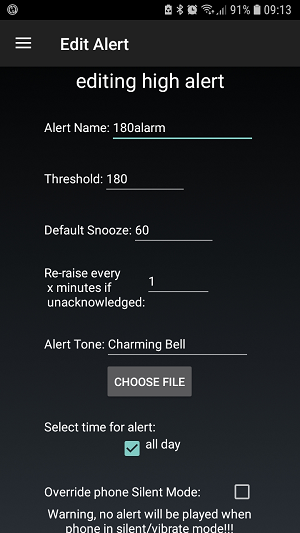 91% 09:13
Edit Alert
editing high alert
Alert Name: 180alarm
Threshold: 180
Default Snooze: 60
Re-raise every
x minutes if
unacknowledged:
1
Alert Tone: Charming Bell
CHOOSE FILE
Select time for alert:
all day
Override phone Silent Mode:
Warning, no alert will be played when
phone in silent/vibrate mode!!!